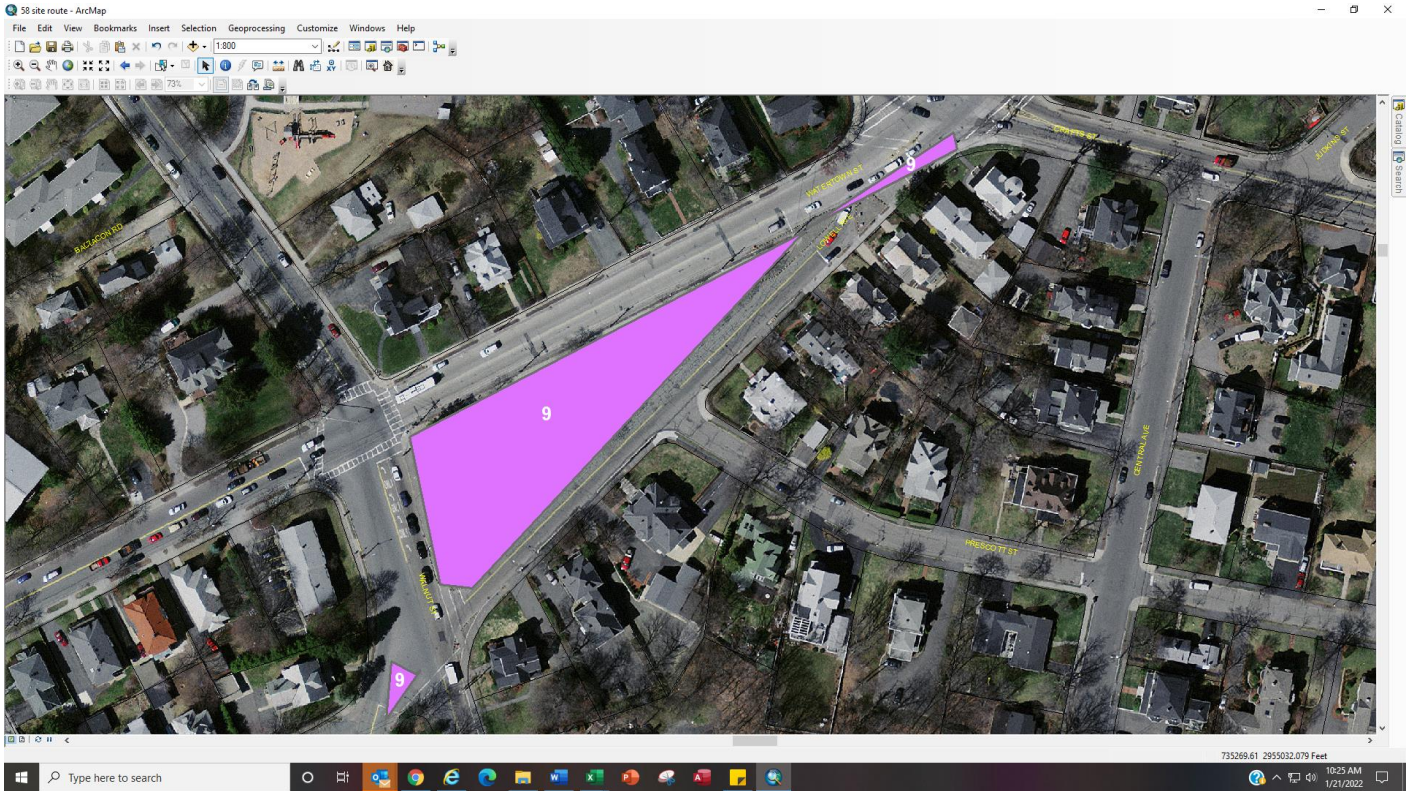 58 site route - ArcMap
File Edit View Bookmarks Insert Selection Geoprocessing Customize Windows Help
1:800
73%
Catalog
Search
CRAFTS ST
JUDKINS ST
9
WATERTOWN ST
BALTACON RD
9
CENTRAL AVE
PRESCOTT ST
WALNUT ST
9
735269.61 2955032.079 Feet
Type here to search
10:25 AM
1/21/2022